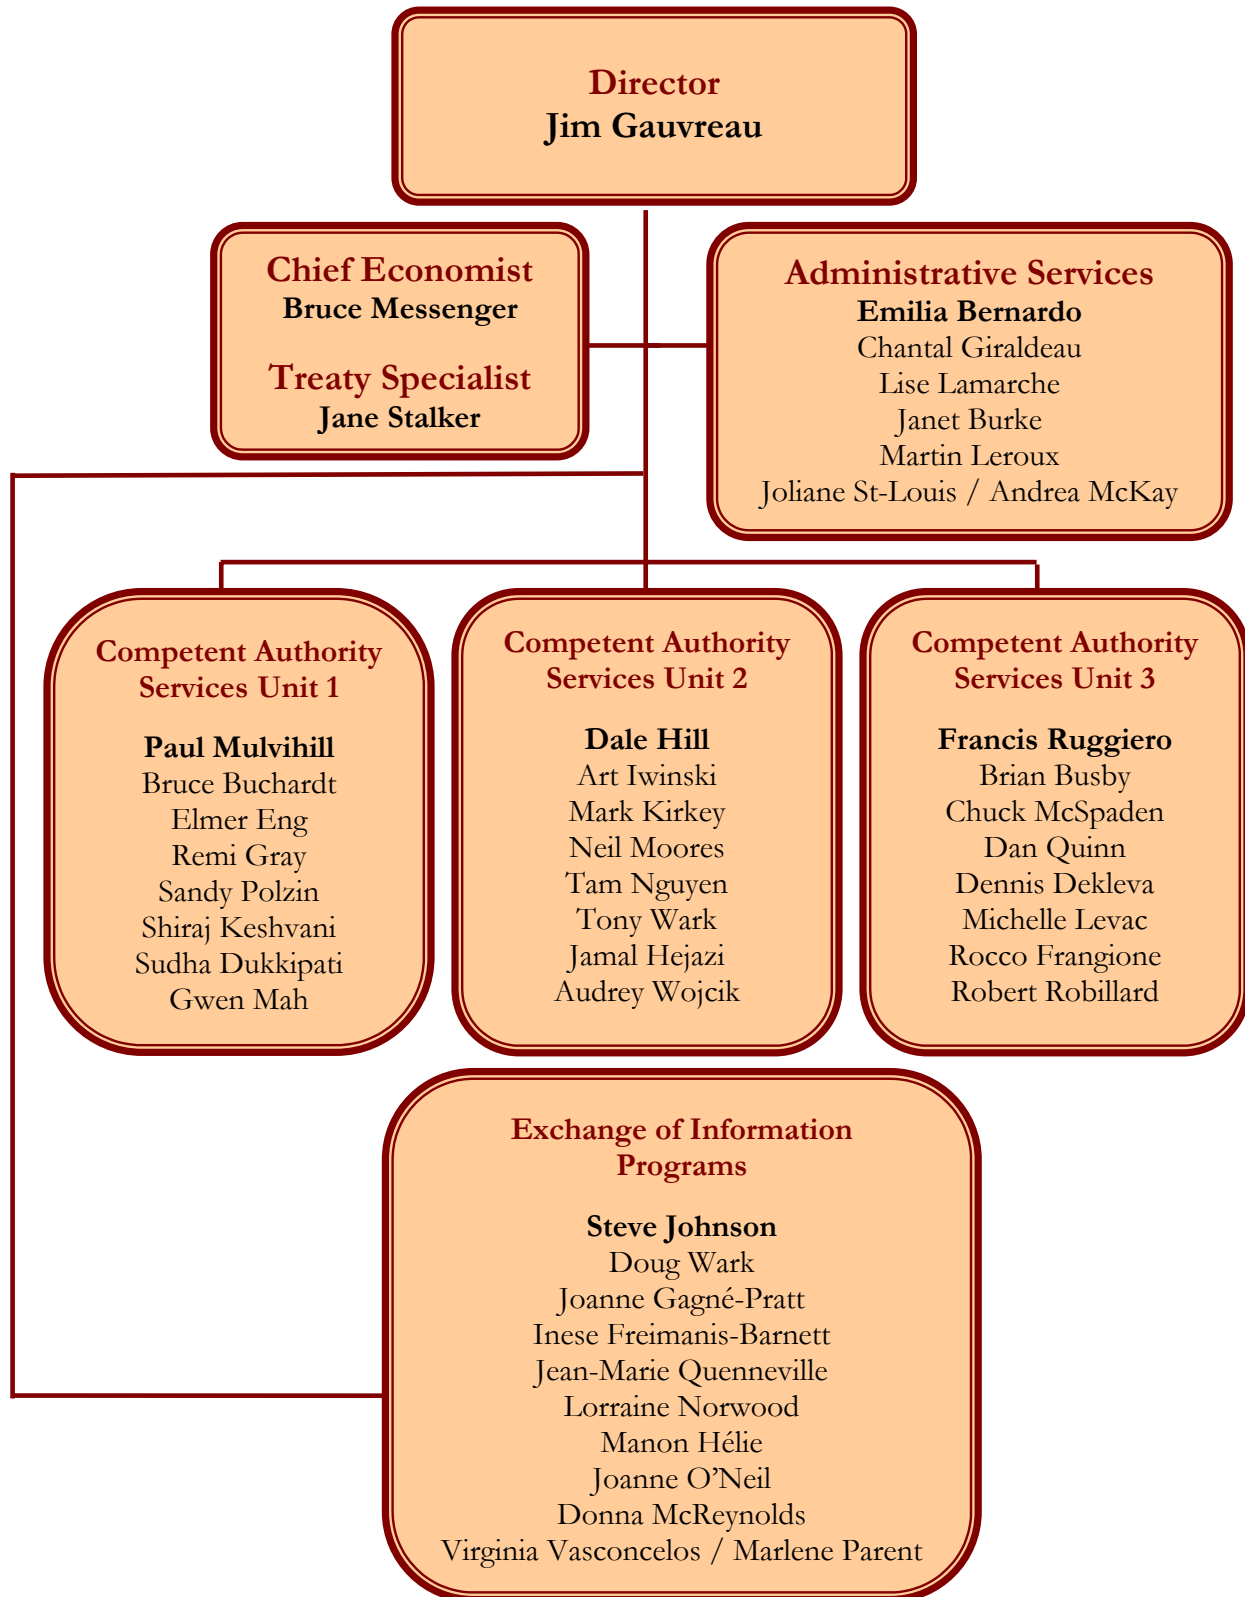 Director
Jim Gauvreau
Chief Economist
Bruce Messenger
Treaty Specialist
Jane Stalker
Administrative Services
Emilia Bernardo
Chantal Giraldeau
Lise Lamarche
Janet Burke
Martin Leroux
Joliane St-Louis / Andrea McKay
Competent Authority
Services Unit 1
Paul Mulvihill
Bruce Buchardt
Elmer Eng
Remi Gray
Sandy Polzin
Shiraj Keshvani
Sudha Dukkipati
Gwen Mah
Competent Authority
Services Unit 2
Dale Hill
Art Iwinski
Mark Kirkey
Neil Moores
Tam Nguyen
Tony Wark
Jamal Hejazi
Audrey Wojcik
Competent Authority
Services Unit 3
Francis Ruggiero
Brian Busby
Chuck McSpaden
Dan Quinn
Dennis Dekleva
Michelle Levac
Rocco Frangione
Robert Robillard
Exchange of Information
Programs
Steve Johnson
Doug Wark
Joanne Gagné-Pratt
Inese Freimanis-Barnett
Jean-Marie Quenneville
Lorraine Norwood
Manon Hélie
Joanne O’Neil
Donna McReynolds
Virginia Vasconcelos / Marlene Parent